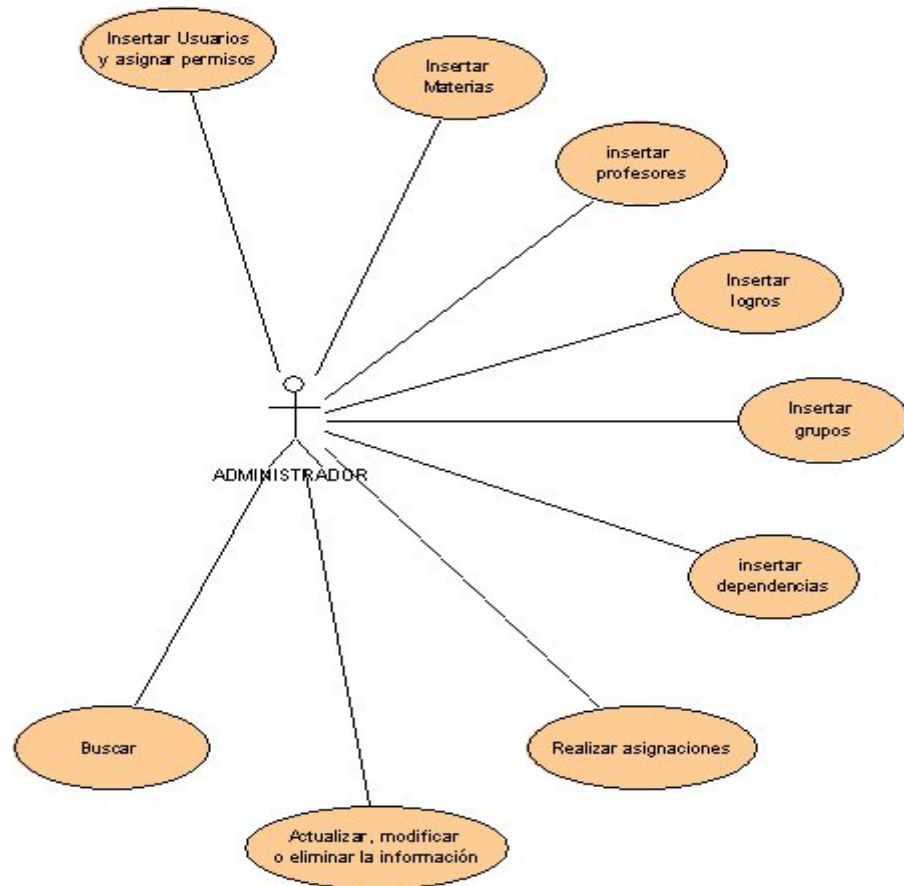 Insertar Usuarios
y asignar permisos
Insertar
Materias
insertar
profesores
Insertar
logros
Insertar
grupos
ADMINISTRADOR
insertar
dependencias
Buscar
Realizar asignaciones
Actualizar, modificar
o eliminar la información